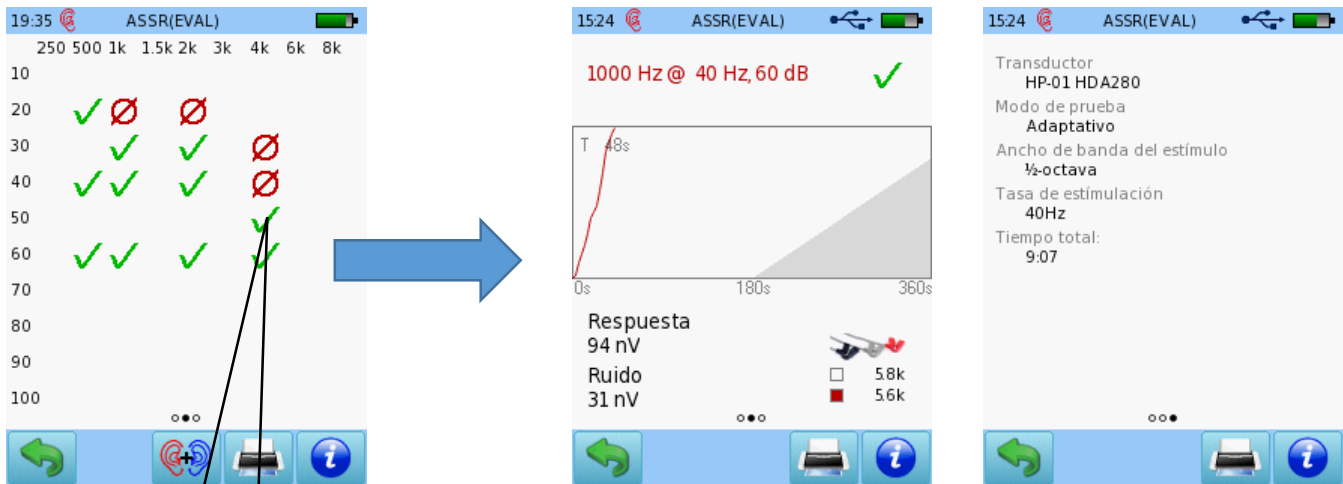 19:35 ASSR(EVAL)
250 500 1k 1.5k 2k 3k 4k 6k 8k
10
20
30
40
50
60
70
80
90
100
15:24 ASSR(EVAL)
1000 Hz @ 40 Hz, 60 dB
T 48s
0s 180s 360s
Respuesta
94 nV
Ruido
31 nV
5.8k
5.6k
15:24 ASSR(EVAL)
Transductor
HP-01 HDA280
Modo de prueba
Adaptativo
Ancho de banda del estímulo
½-octava
Tasa de estímulación
40Hz
Tiempo total:
9:07